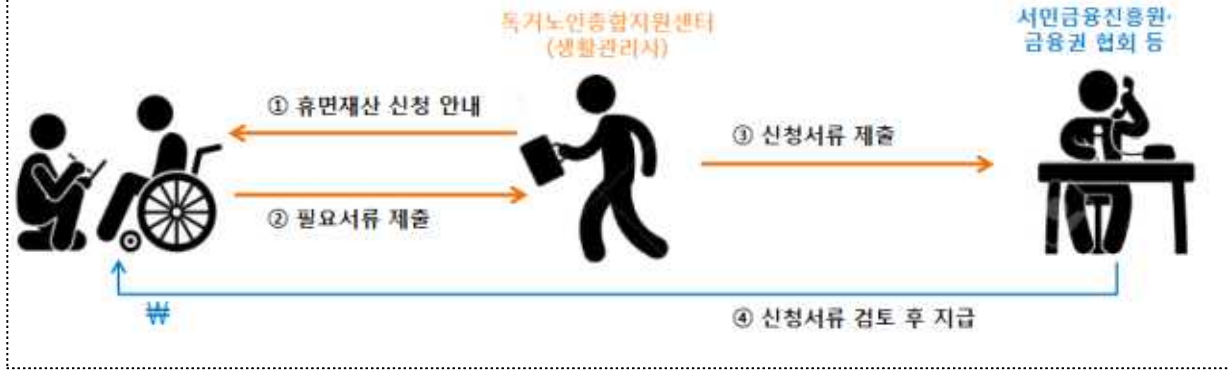 독거노인종합지원센터
(생활관리사)
서민금융진흥원·
금융권 협회 등
① 휴면재산 신청 안내
③ 신청서류 제출
② 필요서류 제출
₩
④ 신청서류 검토 후 지급